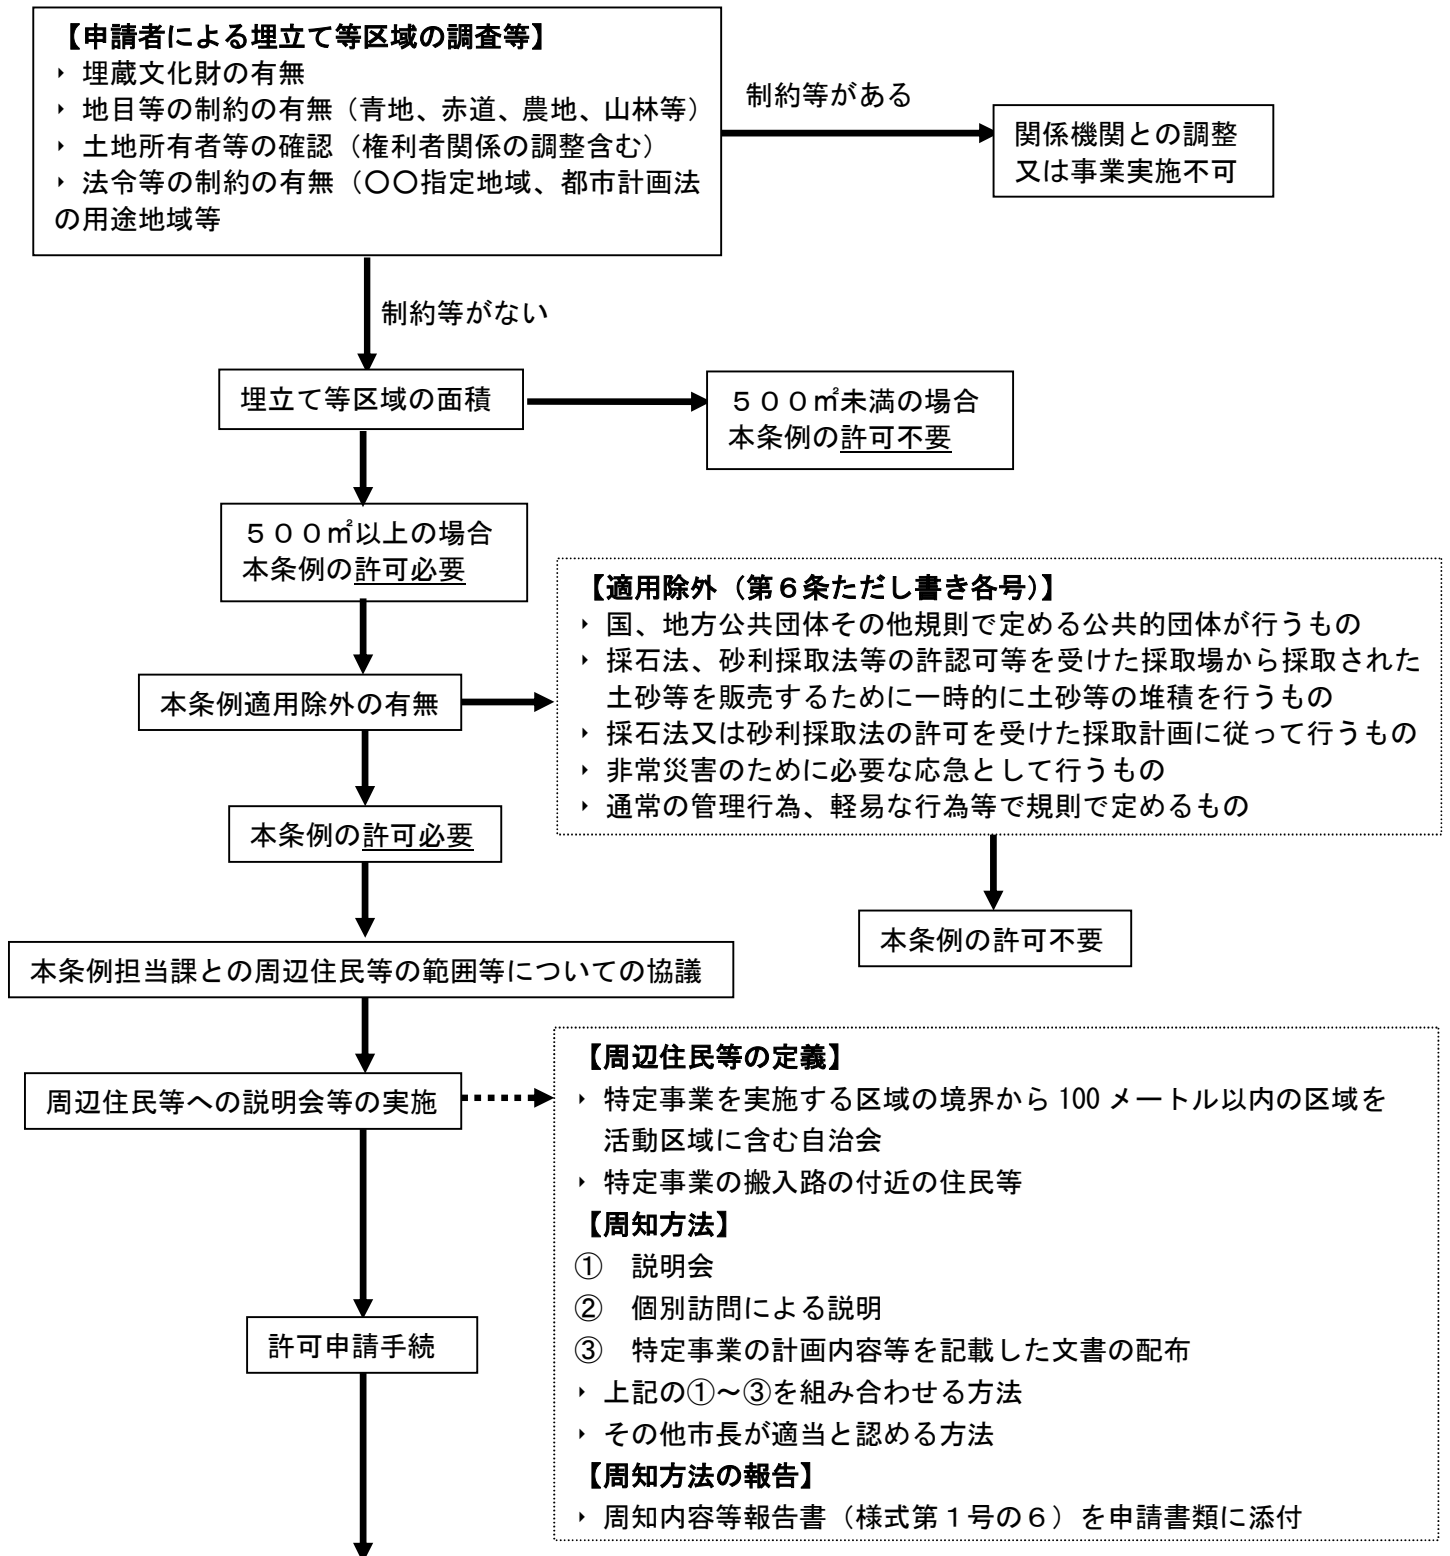 【申請者による埋立て等区域の調査等】
‣ 埋蔵文化財の有無
‣ 地目等の制約の有無（青地、赤道、農地、山林等）
‣ 土地所有者等の確認（権利者関係の調整含む）
‣ 法令等の制約の有無（〇〇指定地域、都市計画法
の用途地域等
制約等がある
関係機関との調整
又は事業実施不可
制約等がない
埋立て等区域の面積
５００㎡未満の場合
本条例の許可不要
５００㎡以上の場合
本条例の許可必要
【適用除外（第６条ただし書き各号）】
‣ 国、地方公共団体その他規則で定める公共的団体が行うもの
‣ 採石法、砂利採取法等の許認可等を受けた採取場から採取された
土砂等を販売するために一時的に土砂等の堆積を行うもの
‣ 採石法又は砂利採取法の許可を受けた採取計画に従って行うもの
‣ 非常災害のために必要な応急として行うもの
‣ 通常の管理行為、軽易な行為等で規則で定めるもの
本条例適用除外の有無
本条例の許可必要
本条例の許可不要
本条例担当課との周辺住民等の範囲等についての協議
周辺住民等への説明会等の実施
【周辺住民等の定義】
‣ 特定事業を実施する区域の境界から 100 メートル以内の区域を
活動区域に含む自治会
‣ 特定事業の搬入路の付近の住民等
【周知方法】
① 説明会
② 個別訪問による説明
③ 特定事業の計画内容等を記載した文書の配布
‣ 上記の①～③を組み合わせる方法
‣ その他市長が適当と認める方法
【周知方法の報告】
‣ 周知内容等報告書（様式第１号の６）を申請書類に添付
許可申請手続